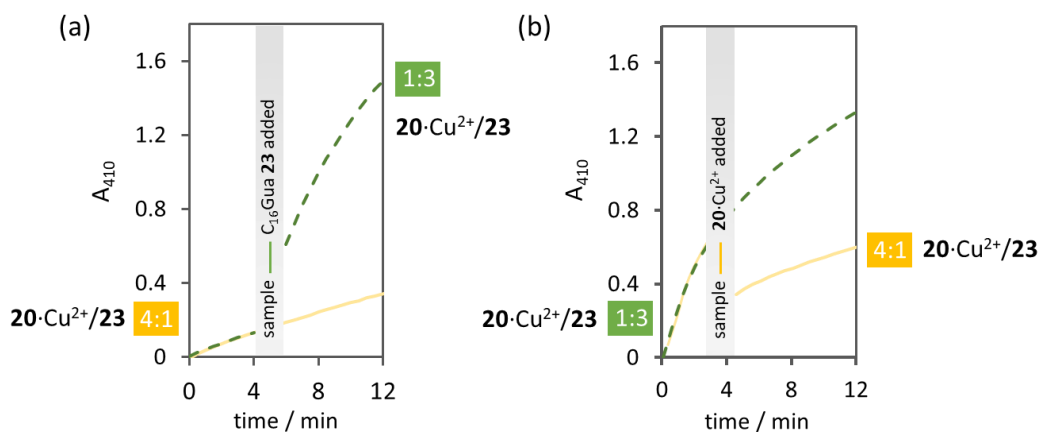 (a)
1.6
1.2
0.8
0.4
0
A₄₁₀
0 4 8 12
time / min
sample
C₁₆Gua 23 added
1:3
20·Cu²⁺/23
20·Cu²⁺/23 4:1
(b)
1.6
1.2
0.8
0.4
0
A₄₁₀
0 4 8 12
time / min
sample
20·Cu²⁺ added
4:1 20·Cu²⁺/23
20·Cu²⁺/23 1:3